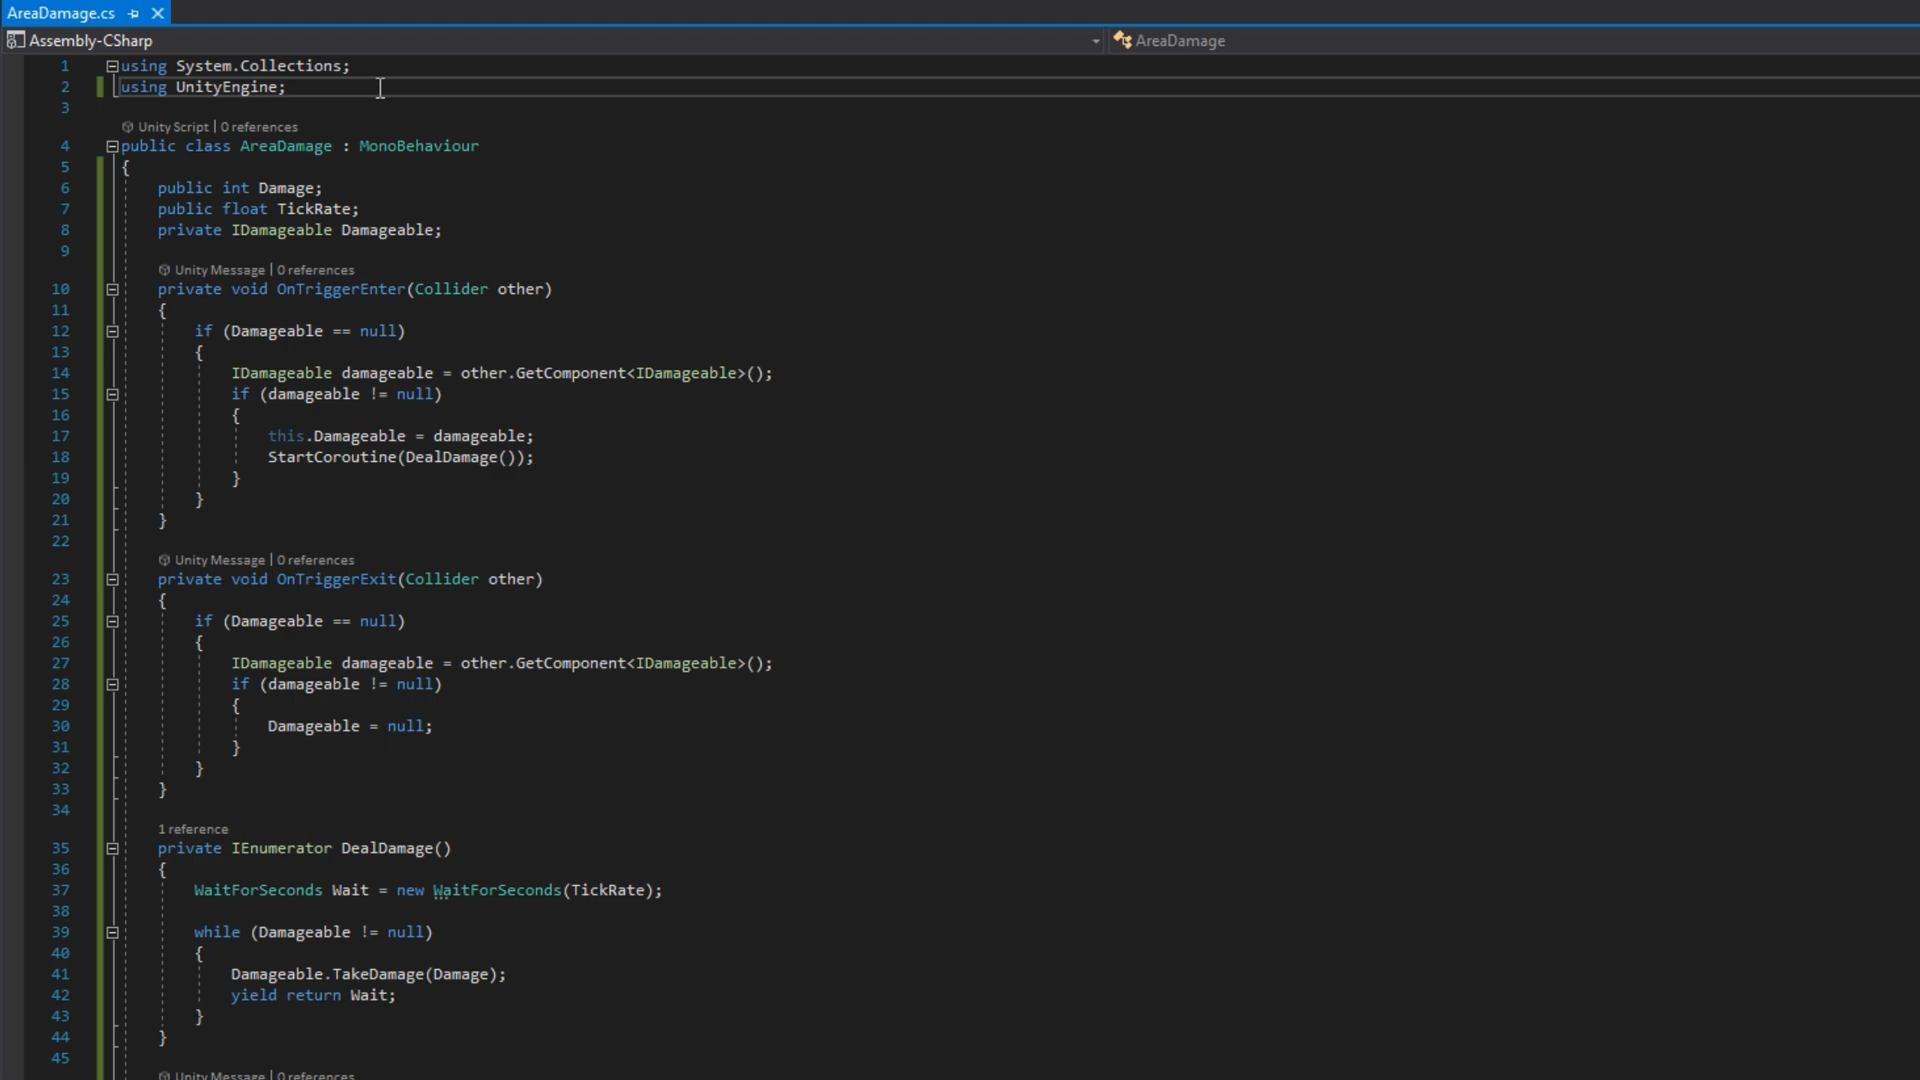 AreaDamage.cs
Assembly-CSharp
AreaDamage
1 using System.Collections;
2 using UnityEngine;
3
Unity Script | 0 references
4 public class AreaDamage : MonoBehaviour
5 {
6 public int Damage;
7 public float TickRate;
8 private IDamageable Damageable;
9
Unity Message | 0 references
10 private void OnTriggerEnter(Collider other)
11 {
12 if (Damageable == null)
13 {
14 IDamageable damageable = other.GetComponent<IDamageable>();
15 if (damageable != null)
16 {
17 this.Damageable = damageable;
18 StartCoroutine(DealDamage());
19 }
20 }
21 }
22
Unity Message | 0 references
23 private void OnTriggerExit(Collider other)
24 {
25 if (Damageable == null)
26 {
27 IDamageable damageable = other.GetComponent<IDamageable>();
28 if (damageable != null)
29 {
30 Damageable = null;
31 }
32 }
33 }
34
1 reference
35 private IEnumerator DealDamage()
36 {
37 WaitForSeconds Wait = new WaitForSeconds(TickRate);
38
39 while (Damageable != null)
40 {
41 Damageable.TakeDamage(Damage);
42 yield return Wait;
43 }
44 }
45
Unity Message | 0 references